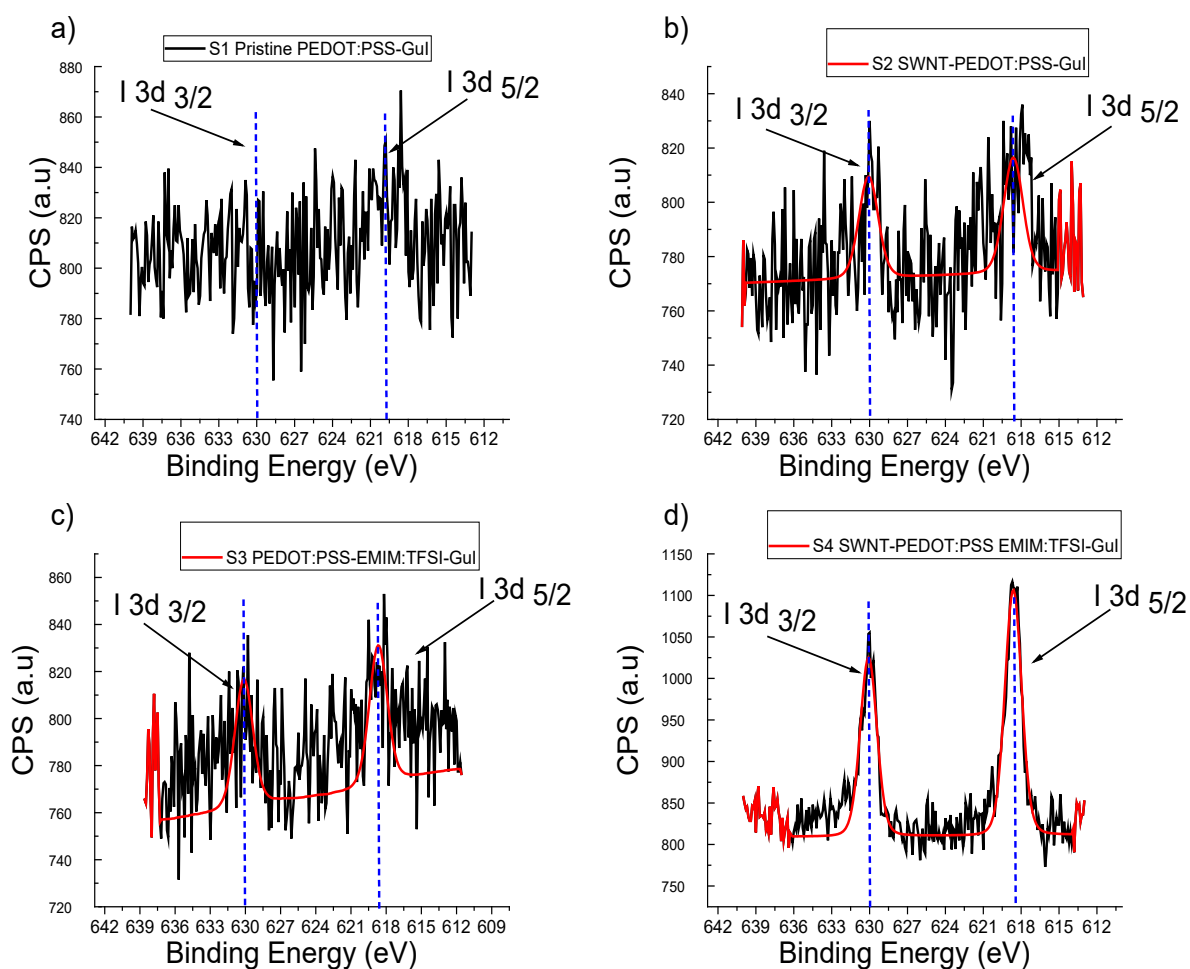 a)
S1 Pristine PEDOT:PSS-GuI
I 3d 3/2
I 3d 5/2
CPS (a.u)
880
860
840
820
800
780
760
740
642 639 636 633 630 627 624 621 618 615 612
Binding Energy (eV)
b)
S2 SWNT-PEDOT:PSS-GuI
I 3d 3/2
I 3d 5/2
CPS (a.u)
840
820
800
780
760
740
720
642 639 636 633 630 627 624 621 618 615 612
Binding Energy (eV)
c)
S3 PEDOT:PSS-EMIM:TFSI-GuI
I 3d 3/2
I 3d 5/2
CPS (a.u)
860
840
820
800
780
760
740
720
642 639 636 633 630 627 624 621 618 615 612 609
Binding Energy (eV)
d)
S4 SWNT-PEDOT:PSS EMIM:TFSI-GuI
I 3d 3/2
I 3d 5/2
CPS (a.u)
1150
1100
1050
1000
950
900
850
800
750
642 639 636 633 630 627 624 621 618 615 612
Binding Energy (eV)